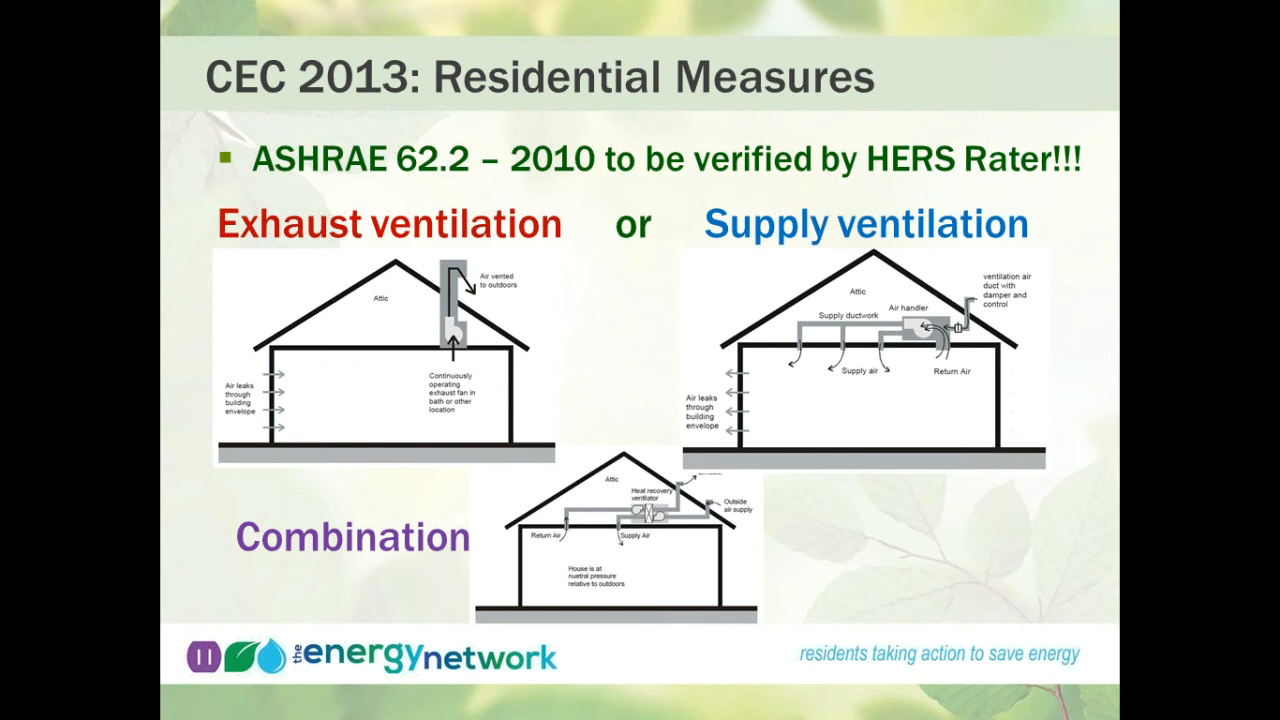 CEC 2013: Residential Measures
▪ ASHRAE 62.2 – 2010 to be verified by HERS Rater!!!
Exhaust ventilation or Supply ventilation
Attic
Air vented
to outdoors
Air leaks
through
building
envelope
Continuously
operating
exhaust fan in
bath or other
location
Attic
Air handler
ventilation air
duct with
damper and
control
Supply ductwork
Supply air
Return Air
Air leaks
through
building
envelope
Combination
Attic
Heat recovery
ventilator
Outside
air supply
Return Air
Supply Air
House is at
nuetral pressure
relative to outdoors
the energynetwork
residents taking action to save energy